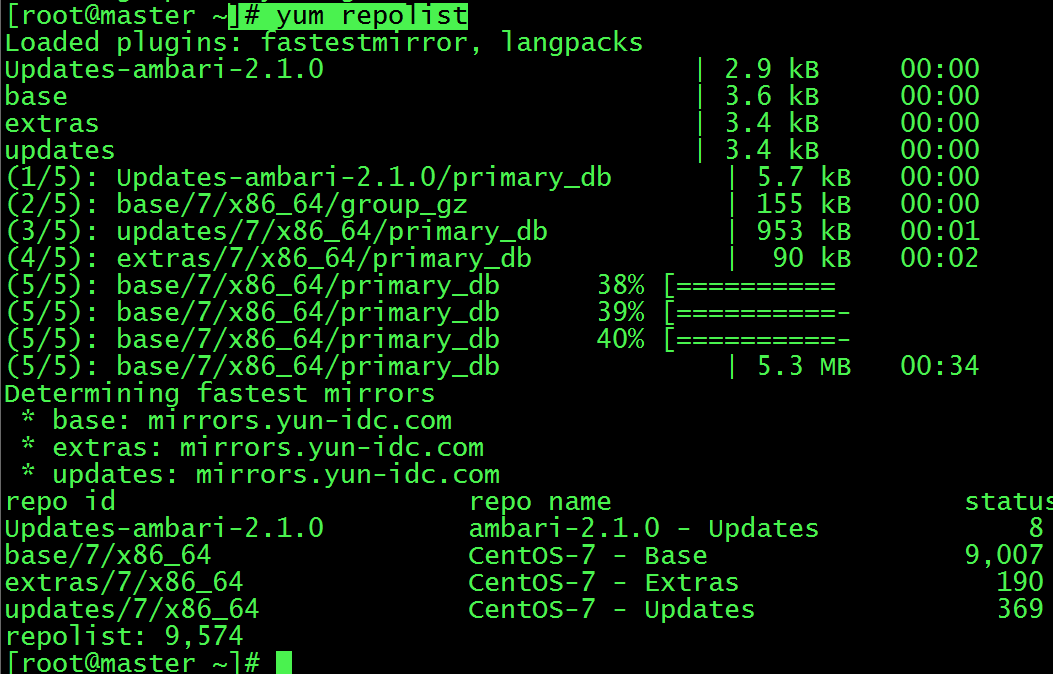 [root@master ~]# yum repolist
Loaded plugins: fastestmirror, langpacks
Updates-ambari-2.1.0 | 2.9 kB 00:00
base | 3.6 kB 00:00
extras | 3.4 kB 00:00
updates | 3.4 kB 00:00
(1/5): Updates-ambari-2.1.0/primary_db | 5.7 kB 00:00
(2/5): base/7/x86_64/group_gz | 155 kB 00:00
(3/5): updates/7/x86_64/primary_db | 953 kB 00:01
(4/5): extras/7/x86_64/primary_db | 90 kB 00:02
(5/5): base/7/x86_64/primary_db 38% [==========
(5/5): base/7/x86_64/primary_db 39% [==========-
(5/5): base/7/x86_64/primary_db 40% [==========-
(5/5): base/7/x86_64/primary_db | 5.3 MB 00:34
Determining fastest mirrors
* base: mirrors.yun-idc.com
* extras: mirrors.yun-idc.com
* updates: mirrors.yun-idc.com
repo id repo name status
Updates-ambari-2.1.0 ambari-2.1.0 - Updates 8
base/7/x86_64 CentOS-7 - Base 9,007
extras/7/x86_64 CentOS-7 - Extras 190
updates/7/x86_64 CentOS-7 - Updates 369
repolist: 9,574
[root@master ~]#